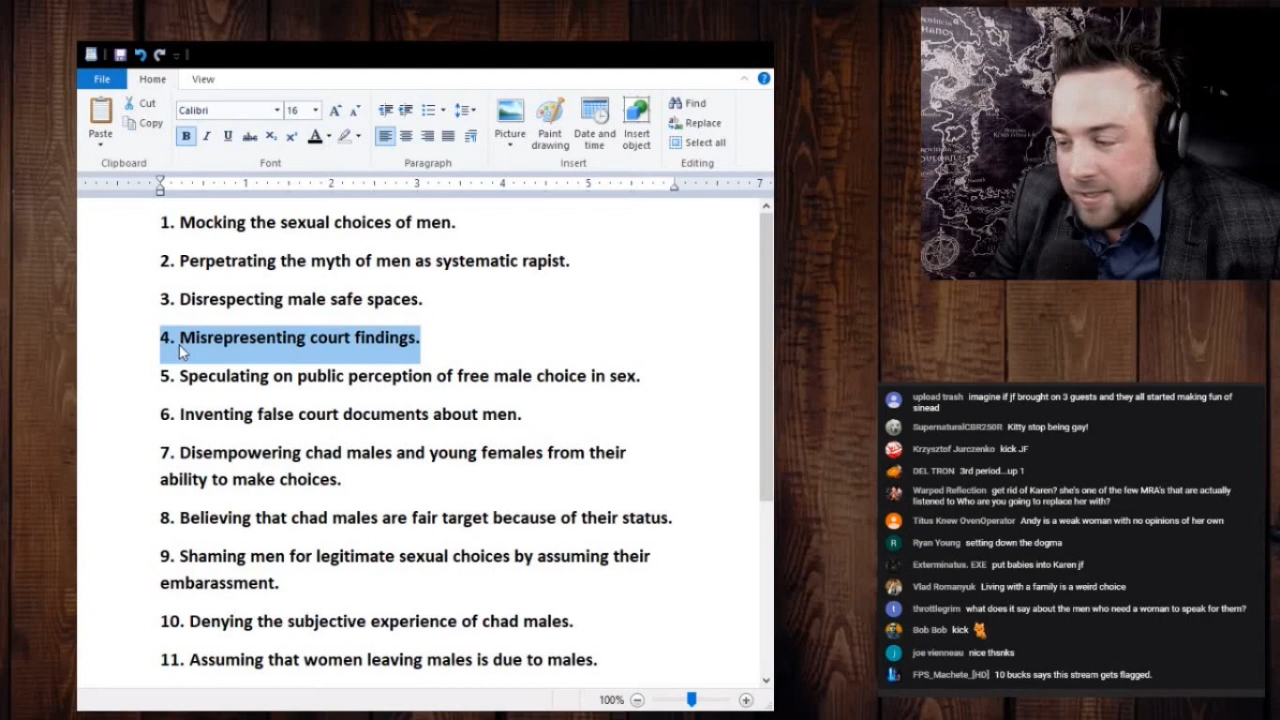 File
Home
View
Paste
Cut
Copy
Clipboard
Calibri
16
Font
Paragraph
Picture
Paint drawing
Date and time
Insert object
Insert
Find
Replace
Select all
Editing
1 2 3 4 5 7
1. Mocking the sexual choices of men.
2. Perpetrating the myth of men as systematic rapist.
3. Disrespecting male safe spaces.
4. Misrepresenting court findings.
5. Speculating on public perception of free male choice in sex.
6. Inventing false court documents about men.
7. Disempowering chad males and young females from their
ability to make choices.
8. Believing that chad males are fair target because of their status.
9. Shaming men for legitimate sexual choices by assuming their
embarassment.
10. Denying the subjective experience of chad males.
11. Assuming that women leaving males is due to males.
100%
upload trash imagine if jf brought on 3 guests and they all started making fun of
sinead
SupernaturalCBR250R Kitty stop being gay!
Krzysztof Jurczenko kick JF
DEL TRON 3rd period...up 1
Warped Reflection get rid of Karen? she's one of the few MRA's that are actually
listened to Who are you going to replace her with?
Titus Knew OvenOperator Andy is a weak woman with no opinions of her own
Ryan Young setting down the dogma
Exterminatus. EXE put babies into Karen jf
Vlad Romanyuk Living with a family is a weird choice
throttlegrim what does it say about the men who need a woman to speak for them?
Bob Bob kick
joe vienneau nice thsnks
FPS_Machete_[HD] 10 bucks says this stream gets flagged.